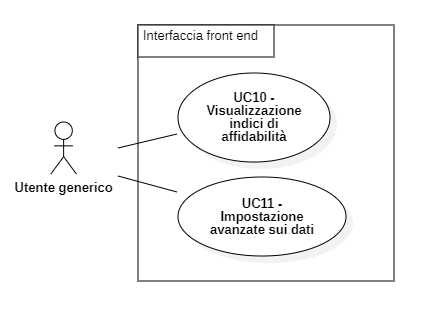 Interfaccia front end
UC10 -
Visualizzazione
indici di
affidabilità
Utente generico
UC11 -
Impostazione
avanzate sui dati